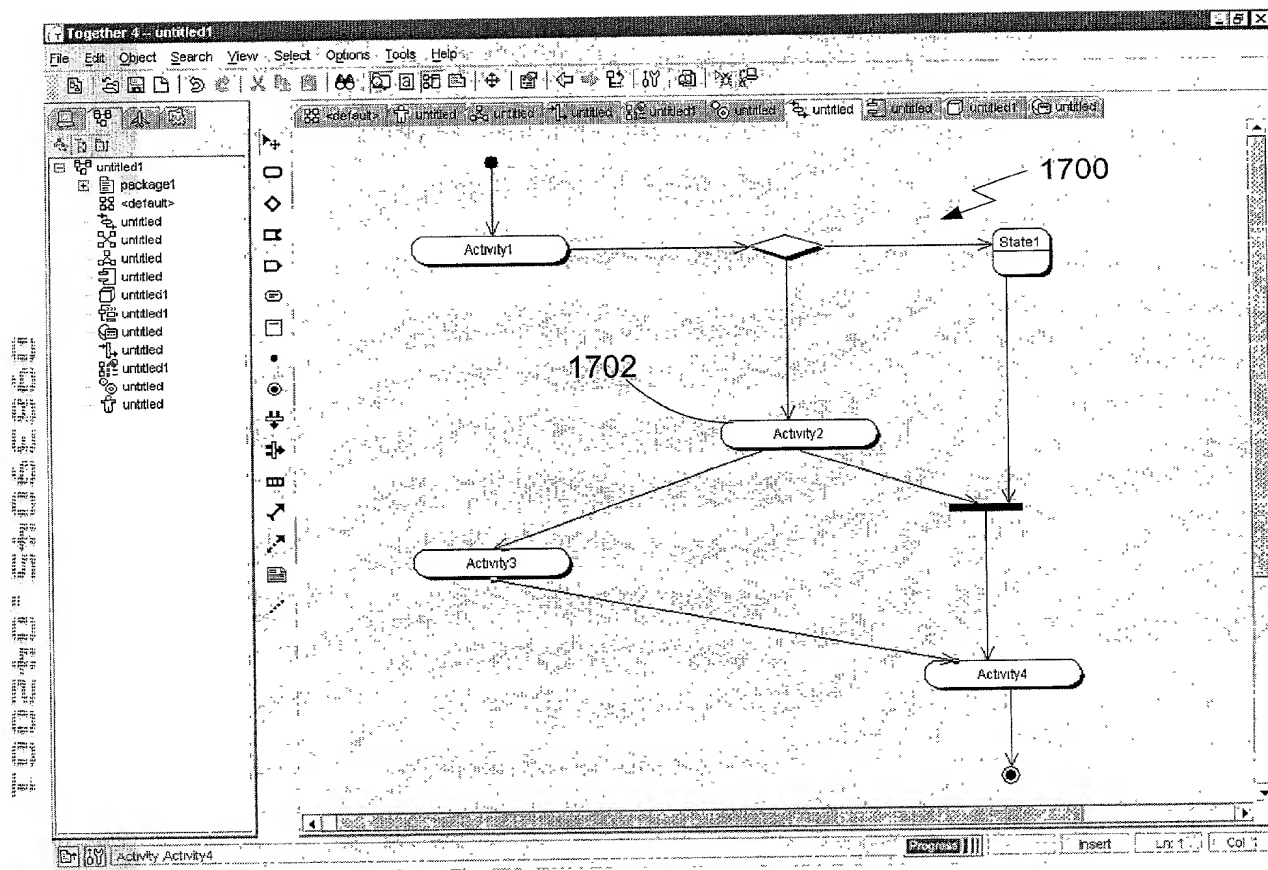 Together 4 – untitled1
File Edit Object Search View Select Options Tools Help
<default> untitled untitled untitled untitled1 untitled untitled untitled untitled1 untitled
untitled1
package1
<default>
untitled
untitled
untitled
untitled
untitled1
untitled1
untitled
untitled
untitled1
untitled
untitled
1700
Activity1
State1
1702
Activity2
Activity3
Activity4
Activity Activity4
Progress
Insert
Ln: 1
Col 1